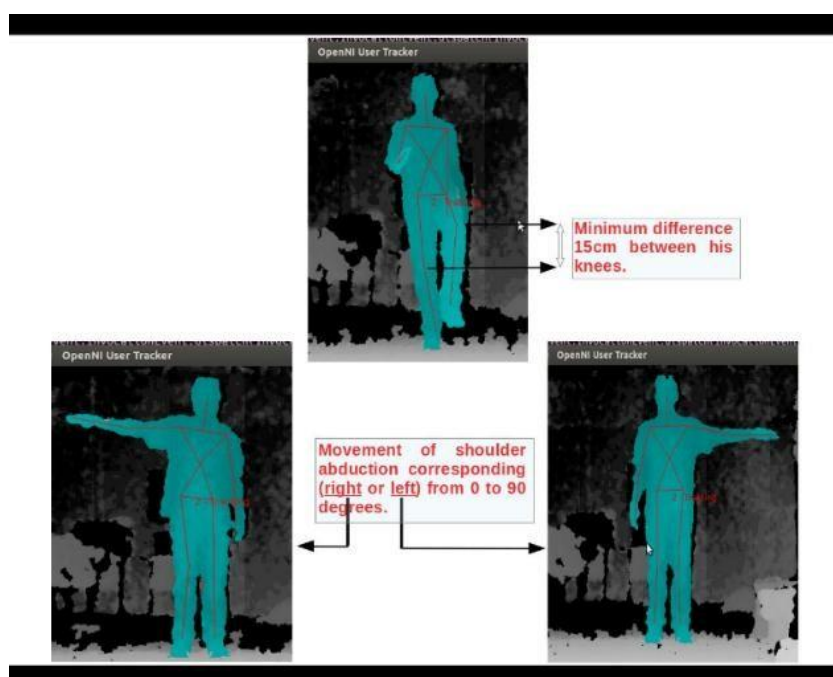 OpenNI User Tracker
Minimum difference
15cm between his
knees.
OpenNI User Tracker
OpenNI User Tracker
Movement of shoulder
abduction corresponding
(right or left) from 0 to 90
degrees.